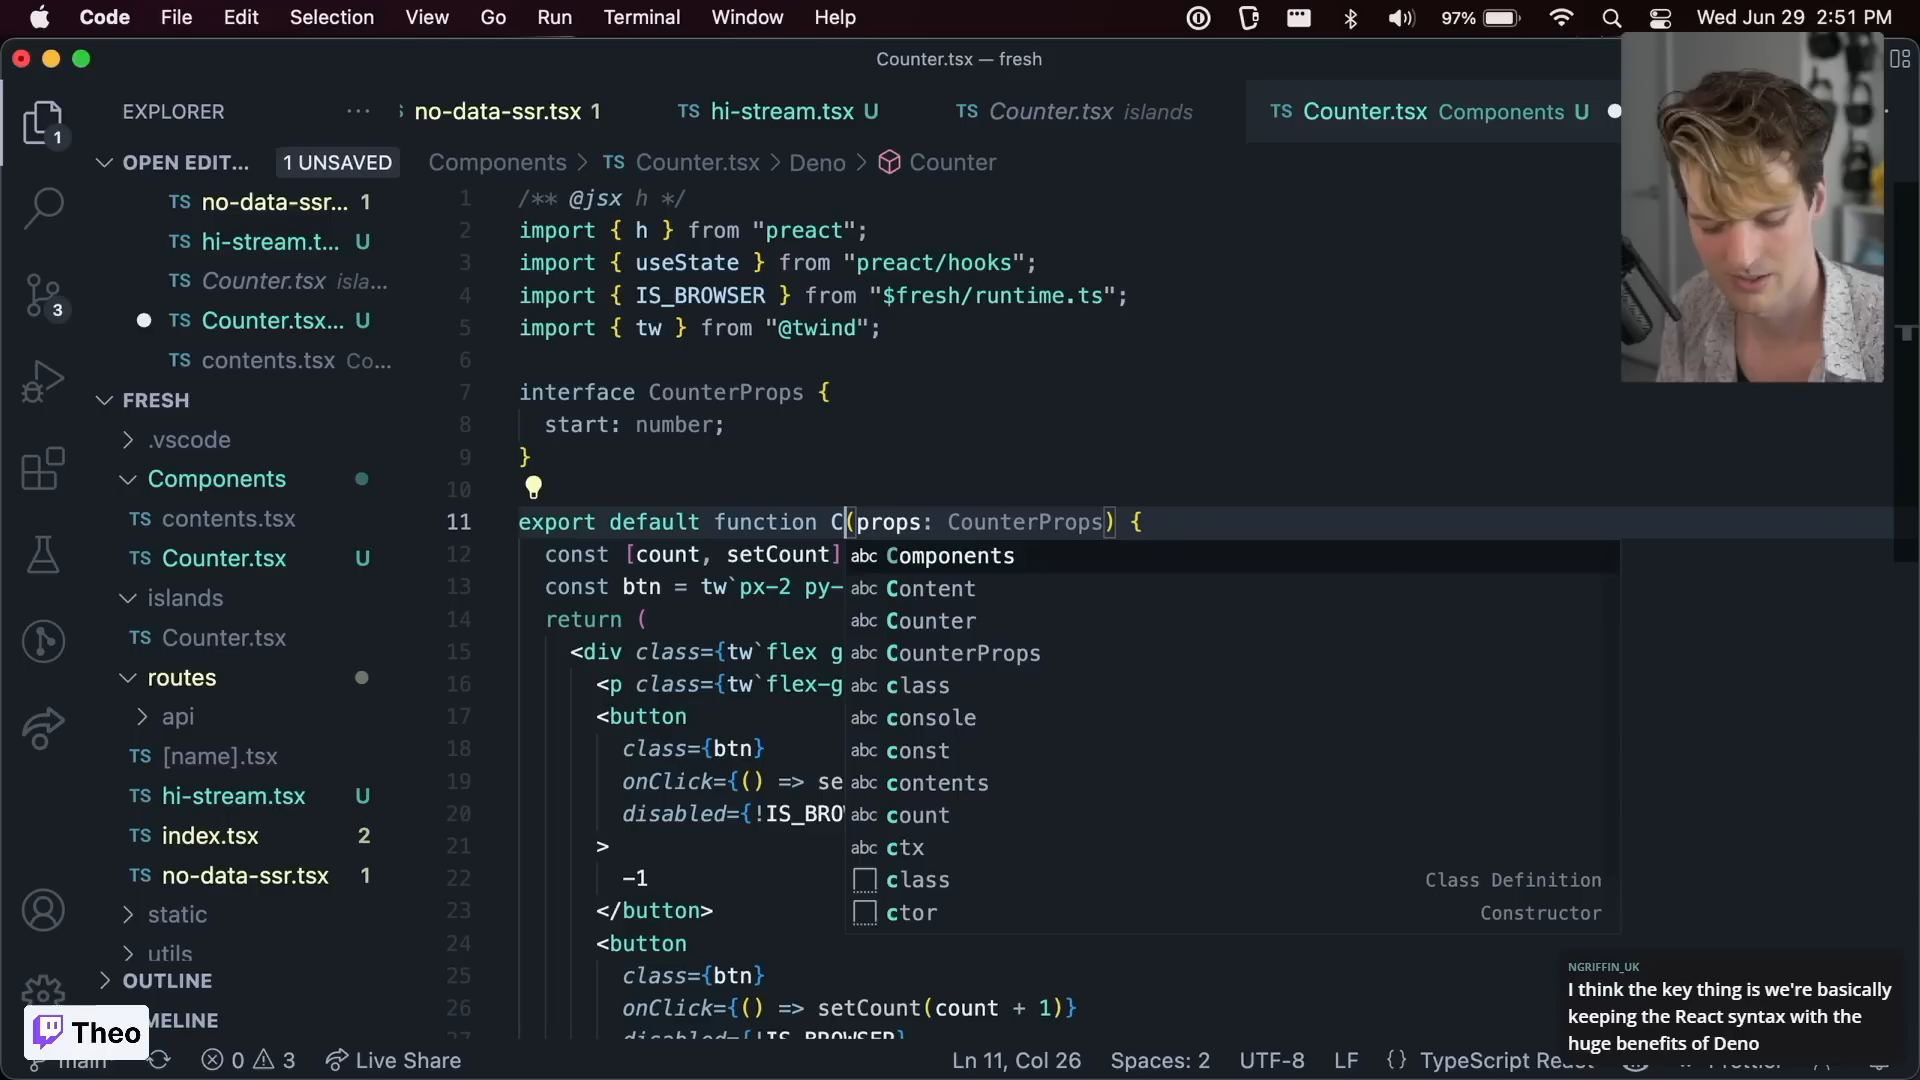 Code File Edit Selection View Go Run Terminal Window Help 97% Wed Jun 29 2:51 PM
Counter.tsx — fresh
EXPLORER ···
no-data-ssr.tsx 1
TS hi-stream.tsx U
TS Counter.tsx islands
TS Counter.tsx Components U
OPEN EDIT... 1 UNSAVED
TS no-data-ssr... 1
TS hi-stream.t... U
TS Counter.tsx isla...
TS Counter.tsx... U
TS contents.tsx Co...
FRESH
.vscode
Components
TS contents.tsx
TS Counter.tsx U
islands
TS Counter.tsx
routes
api
TS [name].tsx
TS hi-stream.tsx U
TS index.tsx 2
TS no-data-ssr.tsx 1
static
utils
OUTLINE
MELINE
1
3
Theo
Components > TS Counter.tsx > Deno > Counter
1 /** @jsx h */
2 import { h } from "preact";
3 import { useState } from "preact/hooks";
4 import { IS_BROWSER } from "$fresh/runtime.ts";
5 import { tw } from "@twind";
6
7 interface CounterProps {
8 start: number;
9 }
10
11 export default function C(props: CounterProps) {
12 const [count, setCount]
13 const btn = tw`px-2 py-
14 return (
15 <div class={tw`flex g
16 <p class={tw`flex-g
17 <button
18 class={btn}
19 onClick={() => se
20 disabled={!IS_BRO
21 >
22 -1
23 </button>
24 <button
25 class={btn}
26 onClick={() => setCount(count + 1)}
27 disabled={!IS_BROWSER}
abc Components
abc Content
abc Counter
abc CounterProps
abc class
abc console
abc const
abc contents
abc count
abc ctx
class Class Definition
ctor Constructor
NGRIFFIN_UK
I think the key thing is we're basically
keeping the React syntax with the
huge benefits of Deno
main 0 3 Live Share Ln 11, Col 26 Spaces: 2 UTF-8 LF {} TypeScript Reac Prettier